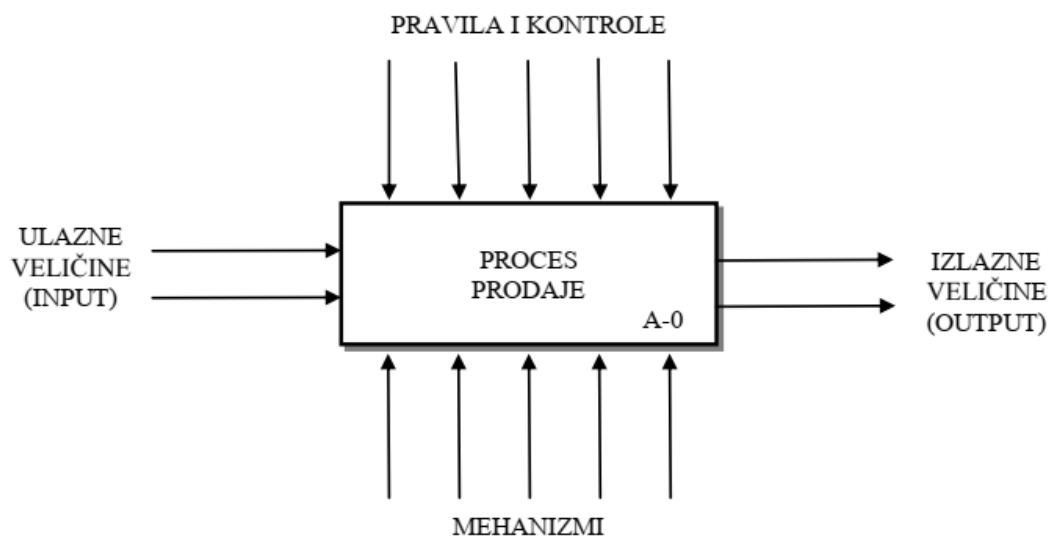 PRAVILA I KONTROLE
ULAZNE
VELIČINE
(INPUT)
PROCES
PRODAJE
A-0
IZLAZNE
VELIČINE
(OUTPUT)
MEHANIZMI